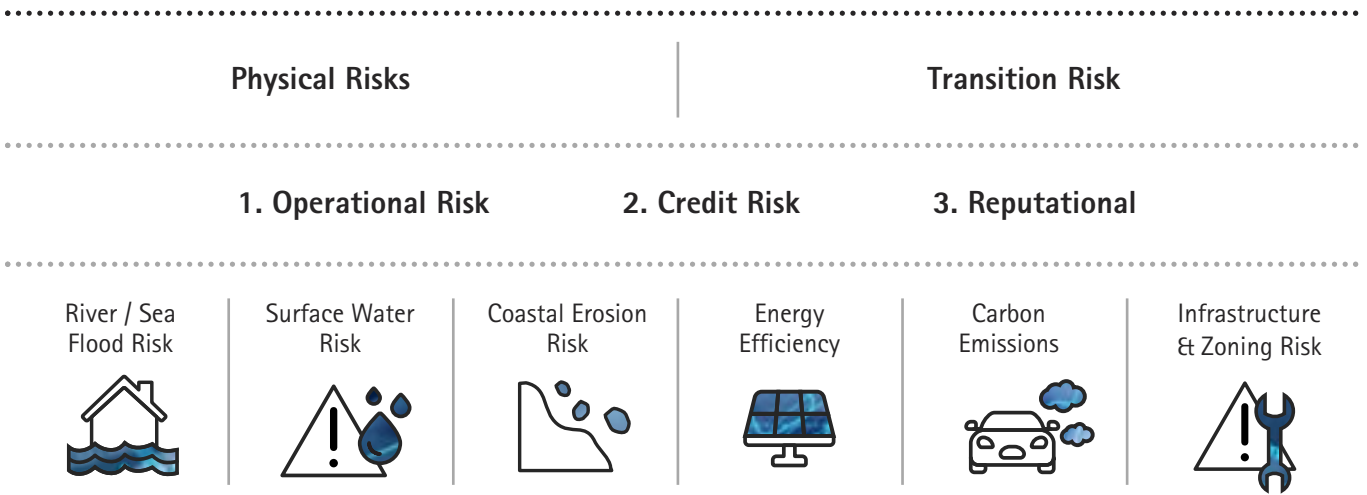 Physical Risks
Transition Risk
1. Operational Risk
2. Credit Risk
3. Reputational
River / Sea
Flood Risk
Surface Water
Risk
Coastal Erosion
Risk
Energy
Efficiency
Carbon
Emissions
Infrastructure
& Zoning Risk